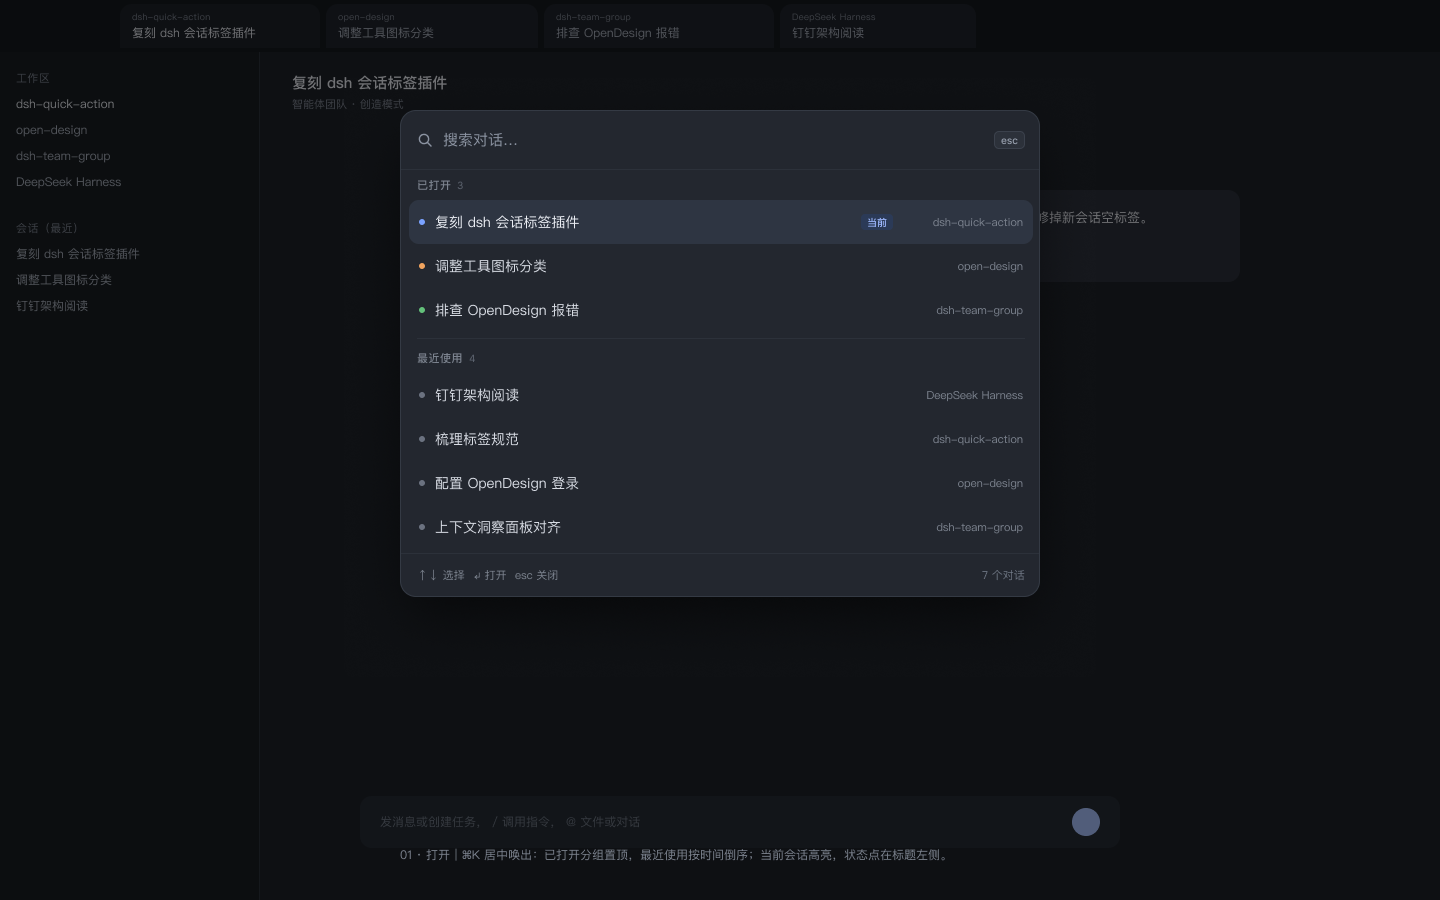 dsh-quick-action
复刻 dsh 会话标签插件
open-design
调整工具图标分类
dsh-team-group
排查 OpenDesign 报错
DeepSeek Harness
钉钉架构阅读
工作区
dsh-quick-action
open-design
dsh-team-group
DeepSeek Harness
会话（最近）
复刻 dsh 会话标签插件
调整工具图标分类
钉钉架构阅读
复刻 dsh 会话标签插件
智能体团队 · 创造模式
掉新会话空标签。
搜索对话...
esc
已打开 3
复刻 dsh 会话标签插件 当前 dsh-quick-action
调整工具图标分类 open-design
排查 OpenDesign 报错 dsh-team-group
最近使用 4
钉钉架构阅读 DeepSeek Harness
梳理标签规范 dsh-quick-action
配置 OpenDesign 登录 open-design
上下文洞察面板对齐 dsh-team-group
↑↓ 选择 ↲ 打开 esc 关闭 7 个对话
发消息或创建任务， / 调用指令， @ 文件或对话
01 · 打开｜⌘K 居中唤出：已打开分组置顶，最近使用按时间倒序；当前会话高亮，状态点在标题左侧。